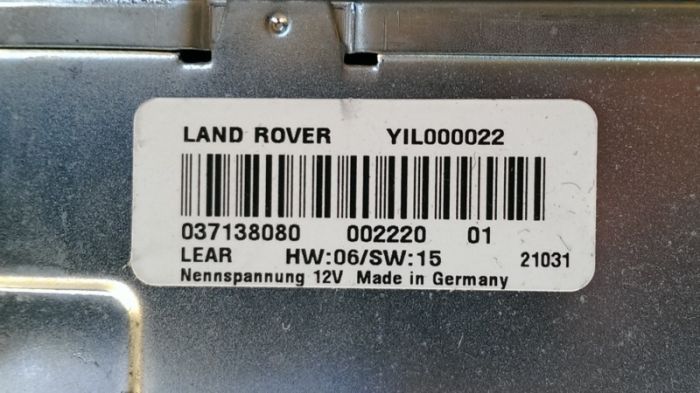 LAND ROVER YIL000022
037138080 002220 01
LEAR HW:06/SW:15 21031
Nennspannung 12V Made in Germany